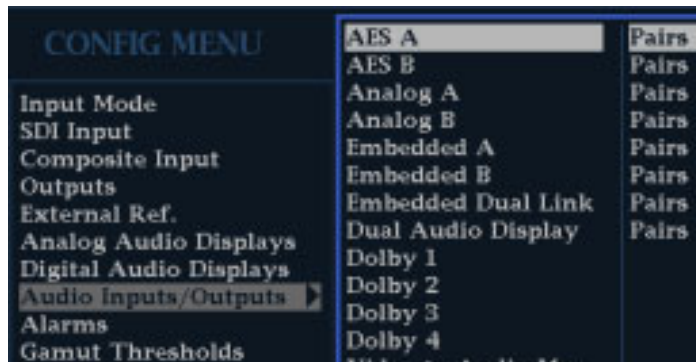 CONFIG MENU
Input Mode
SDI Input
Composite Input
Outputs
External Ref.
Analog Audio Displays
Digital Audio Displays
Audio Inputs/Outputs
Alarms
Gamut Thresholds
AES A Pairs
AES B Pairs
Analog A Pairs
Analog B Pairs
Embedded A Pairs
Embedded B Pairs
Embedded Dual Link Pairs
Dual Audio Display Pairs
Dolby 1
Dolby 2
Dolby 3
Dolby 4